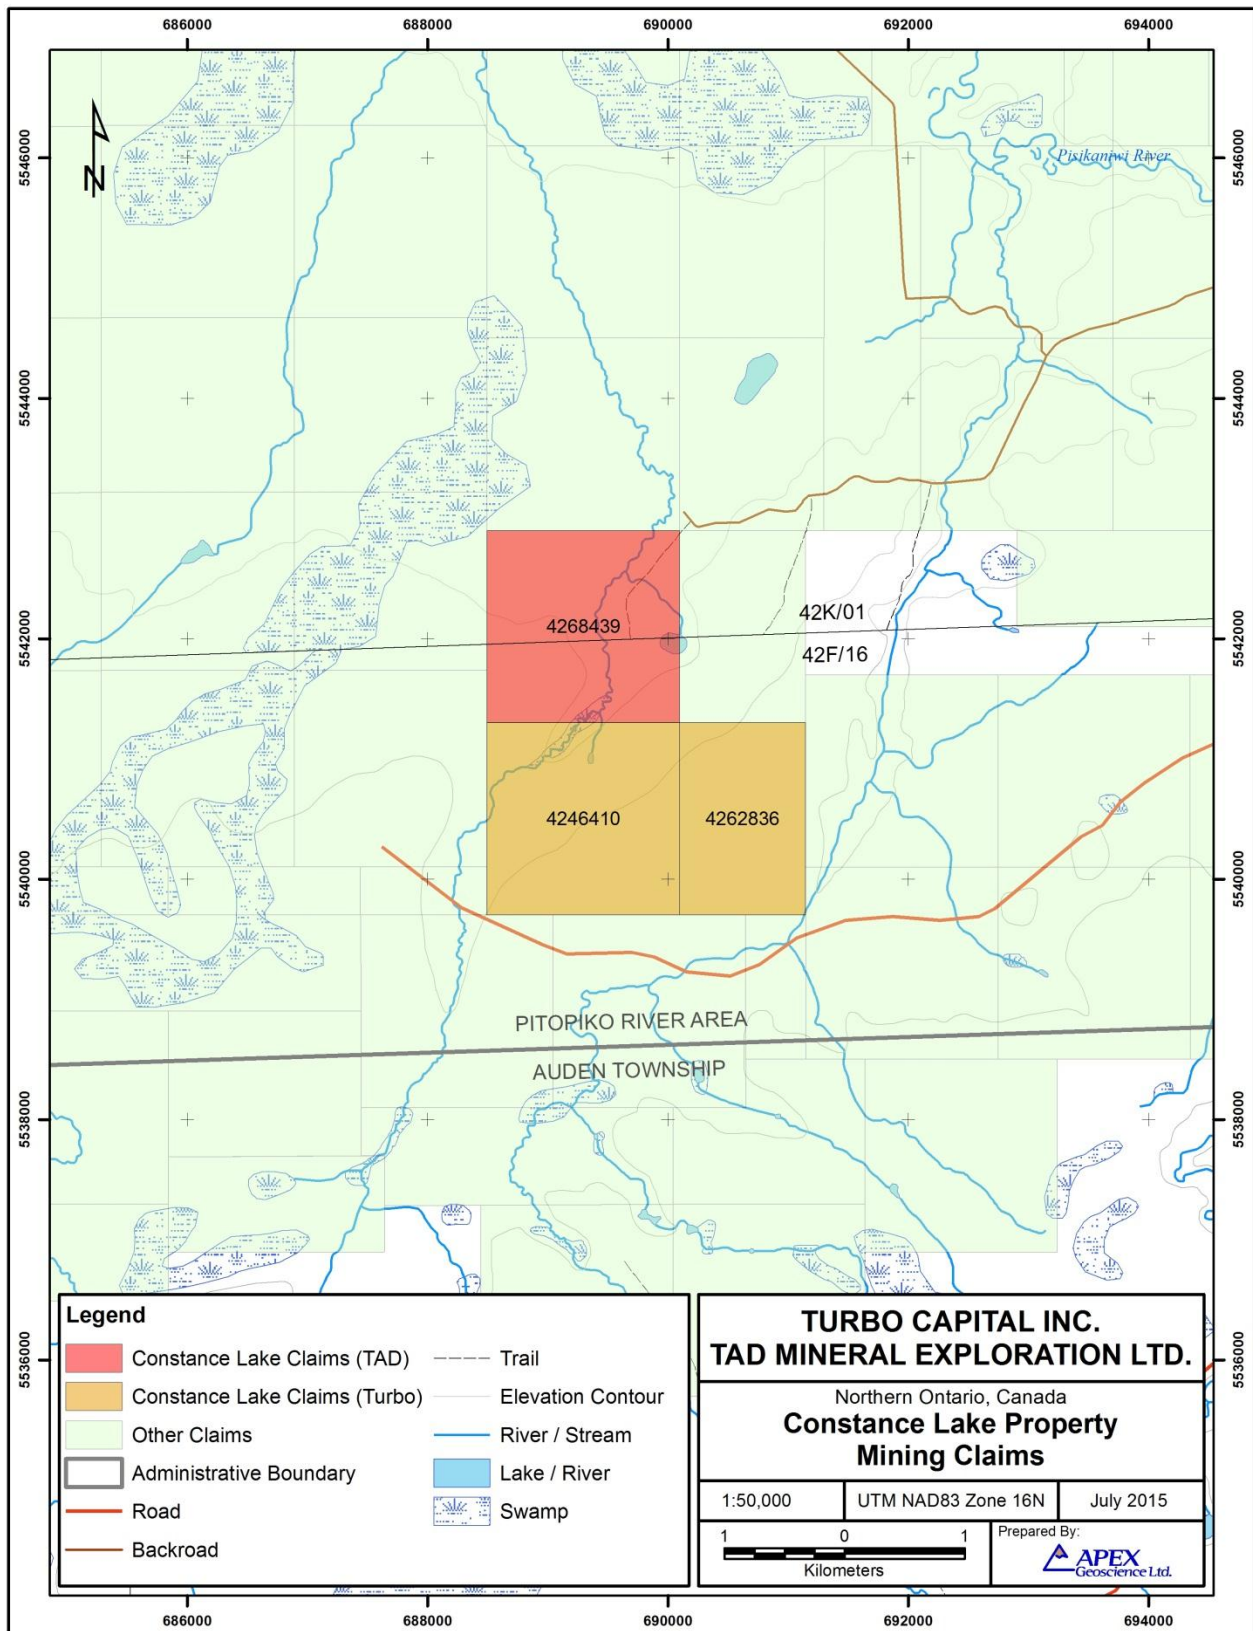 686000
688000
690000
692000
694000
5546000
5546000
N
Pisikaniwi River
5544000
5544000
42K/01
4268439
5542000
5542000
42F/16
4246410
4262836
5540000
5540000
PITOPIKO RIVER AREA
AUDEN TOWNSHIP
5538000
5538000
5536000
5536000
Legend
Constance Lake Claims (TAD)
Constance Lake Claims (Turbo)
Other Claims
Administrative Boundary
Road
Backroad
Trail
Elevation Contour
River / Stream
Lake / River
Swamp
TURBO CAPITAL INC.
TAD MINERAL EXPLORATION LTD.
Northern Ontario, Canada
Constance Lake Property
Mining Claims
1:50,000
UTM NAD83 Zone 16N
July 2015
1 0 1
Kilometers
Prepared By:
APEX
Geoscience Ltd.
686000
688000
690000
692000
694000